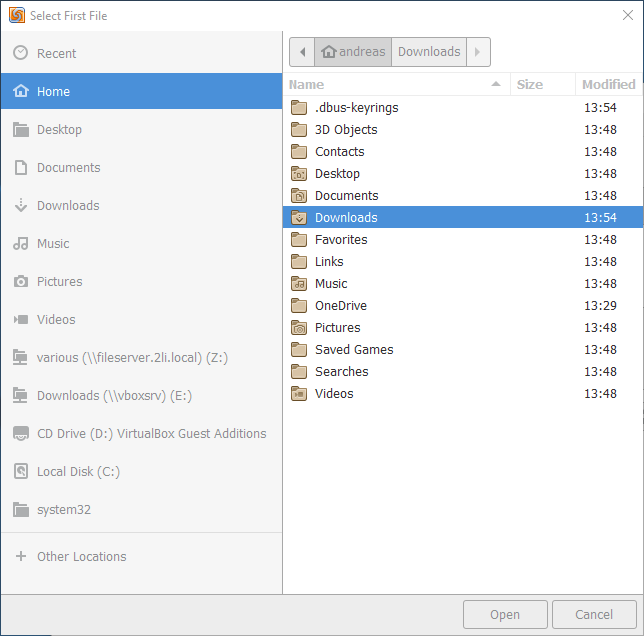 Select First File
Recent
Home
Desktop
Documents
Downloads
Music
Pictures
Videos
various (\\fileserver.2li.local) (Z:)
Downloads (\\vboxsrv) (E:)
CD Drive (D:) VirtualBox Guest Additions
Local Disk (C:)
system32
Other Locations
andreas Downloads
Name Size Modified
.dbus-keyrings 13:54
3D Objects 13:48
Contacts 13:48
Desktop 13:48
Documents 13:48
Downloads 13:54
Favorites 13:48
Links 13:48
Music 13:48
OneDrive 13:29
Pictures 13:48
Saved Games 13:48
Searches 13:48
Videos 13:48
Open Cancel